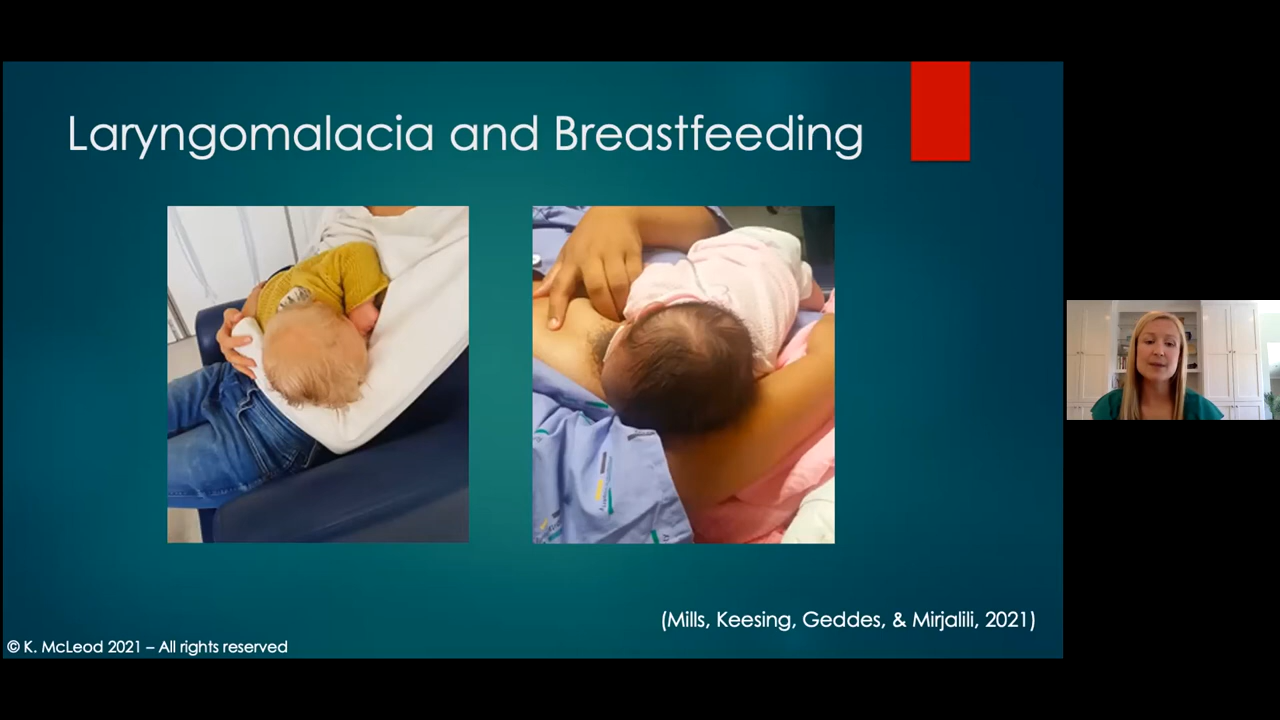 Laryngomalacia and Breastfeeding
(Mills, Keesing, Geddes, & Mirjalili, 2021)
© K. McLeod 2021 – All rights reserved